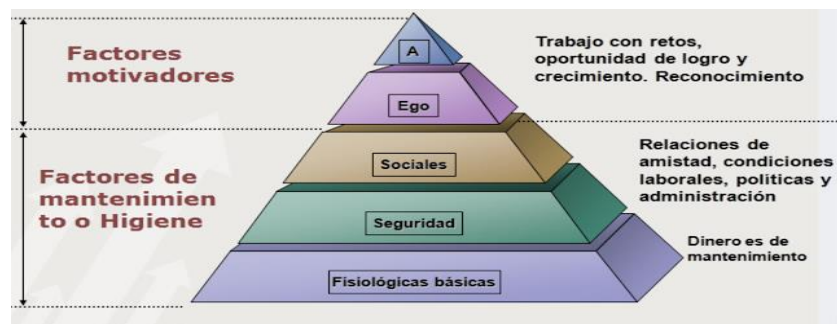 Factores
motivadores
A
Trabajo con retos,
oportunidad de logro y
crecimiento. Reconocimiento
Ego
Factores de
mantenimien
to o Higiene
Sociales
Relaciones de
amistad, condiciones
laborales, políticas y
administración
Seguridad
Dinero es de
mantenimiento
Fisiológicas básicas